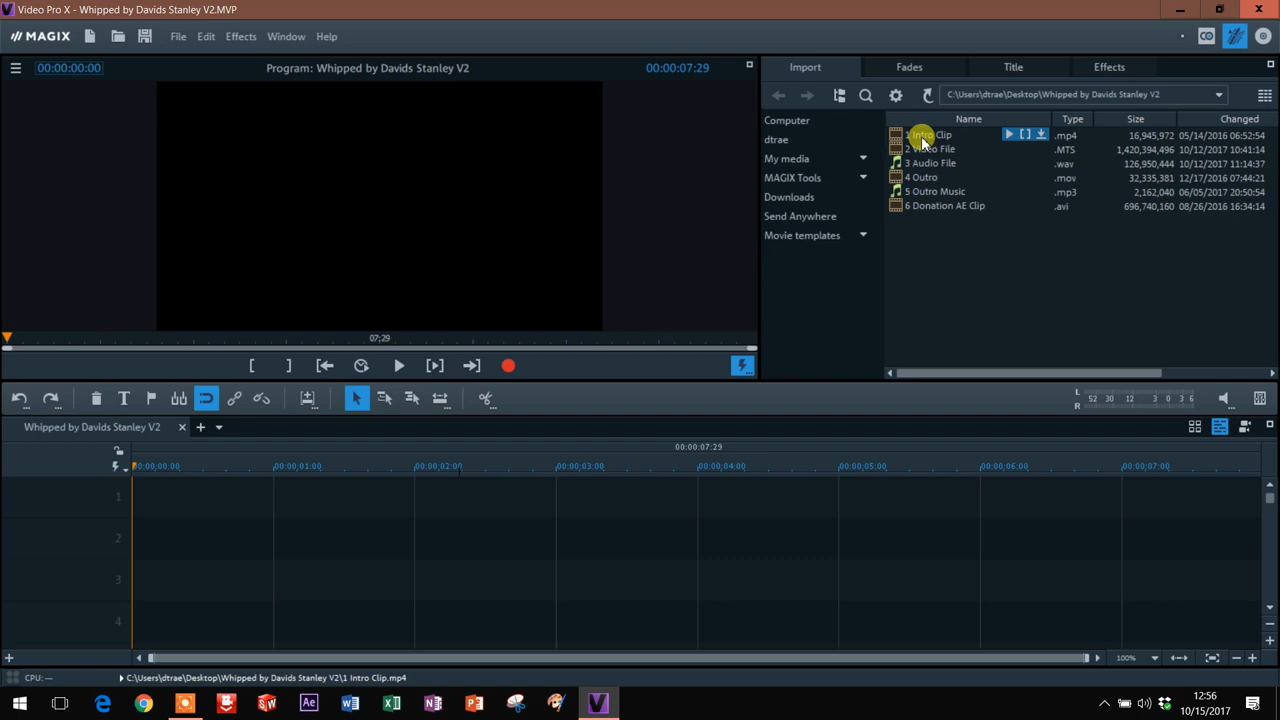 Video Pro X - Whipped by Davids Stanley V2.MVP
MAGIX File Edit Effects Window Help
00:00:00:00 Program: Whipped by Davids Stanley V2 00:00:07:29
Import Fades Title Effects
C:\Users\dtrae\Desktop\Whipped by Davids Stanley V2
Computer
dtrae
My media
MAGIX Tools
Downloads
Send Anywhere
Movie templates
Name Type Size Changed
1 Intro Clip .mp4 16,945,972 05/14/2016 06:52:54
2 Video File .MTS 1,420,394,496 10/12/2017 10:41:14
3 Audio File .wav 126,950,444 10/12/2017 11:14:37
4 Outro .mov 32,335,381 12/17/2016 07:44:21
5 Outro Music .mp3 2,162,040 06/05/2017 20:50:54
6 Donation AE Clip .avi 696,740,160 08/26/2016 16:34:14
07:29
L
R
52 30 12 3 0 3 6
Whipped by Davids Stanley V2
00:00:07:29
00:00:00:00 00:00:01:00 00:00:02:00 00:00:03:00 00:00:04:00 00:00:05:00 00:00:06:00 00:00:07:00
1
2
3
4
100%
CPU: — C:\Users\dtrae\Desktop\Whipped by Davids Stanley V2\1 Intro Clip.mp4
12:56
10/15/2017